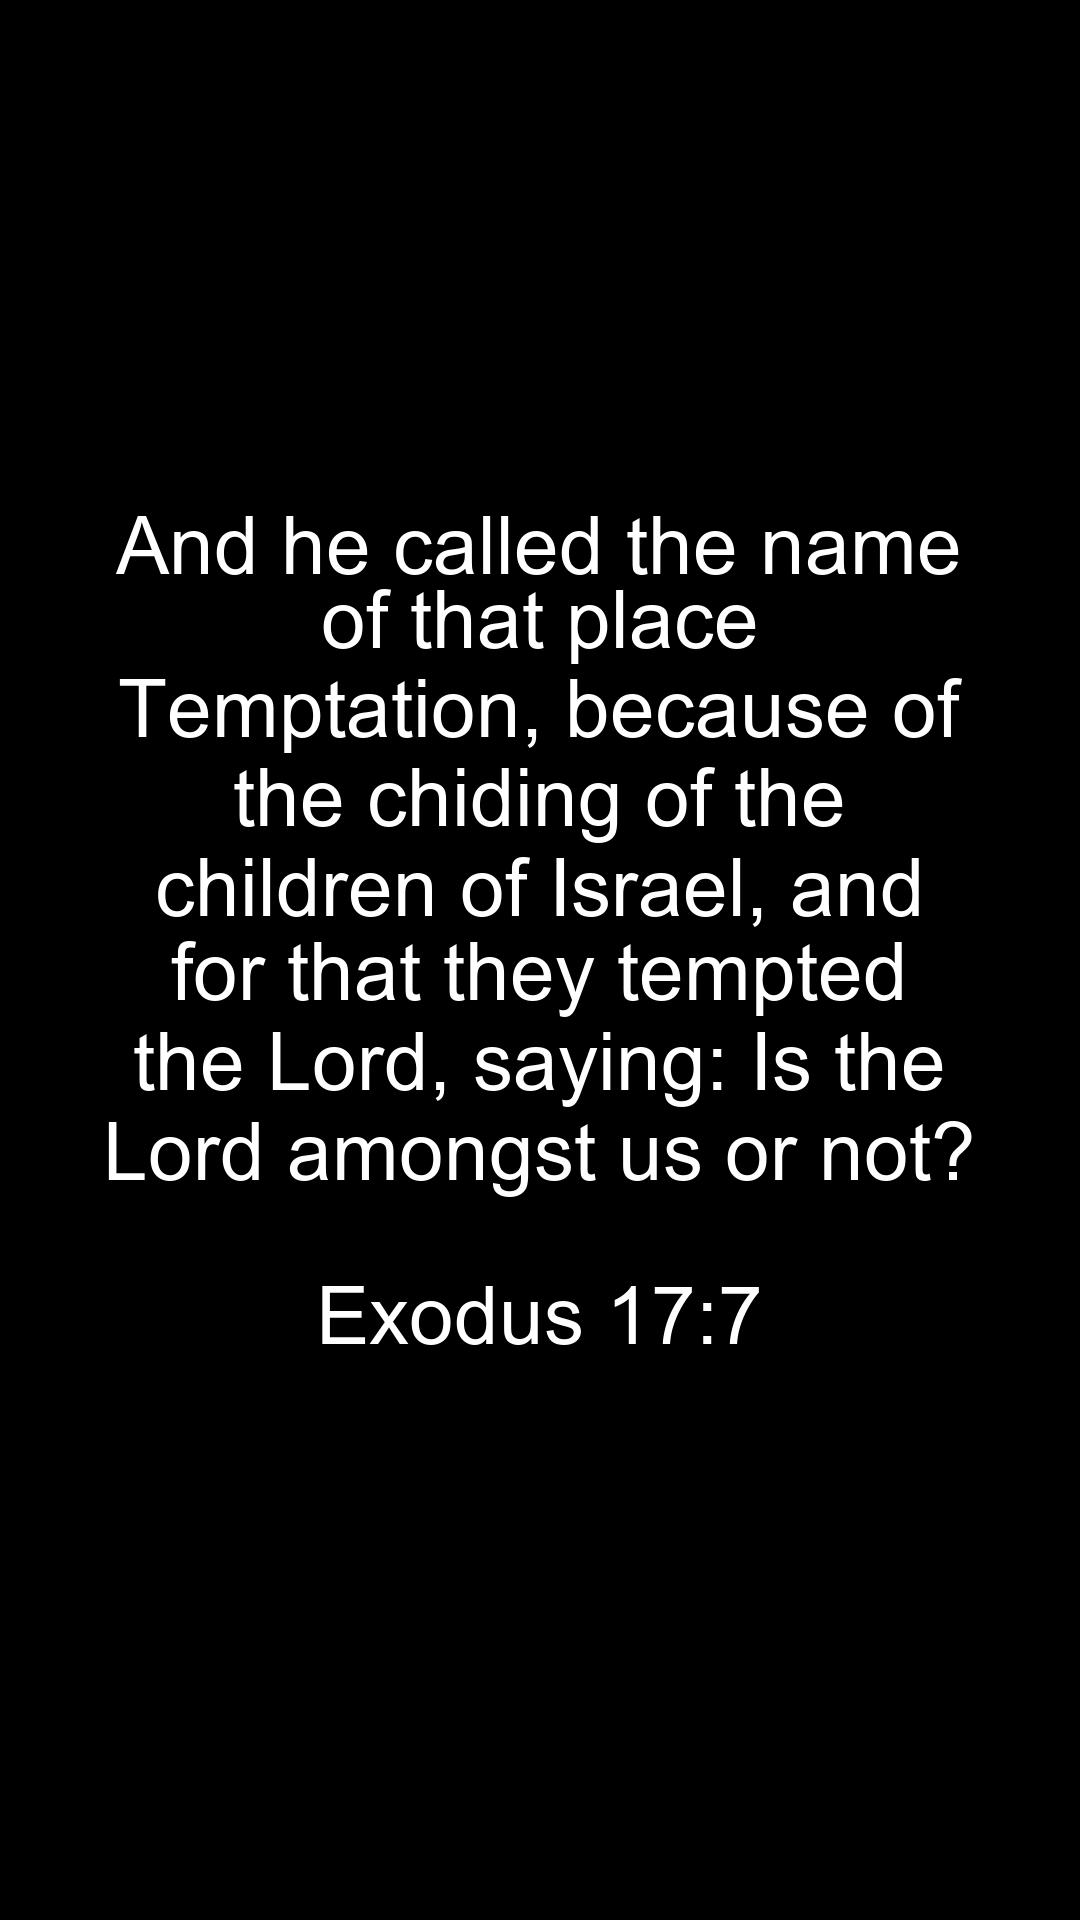 And he called the name
of that place
Temptation, because of
the chiding of the
children of Israel, and
for that they tempted
the Lord, saying: Is the
Lord amongst us or not?
Exodus 17:7